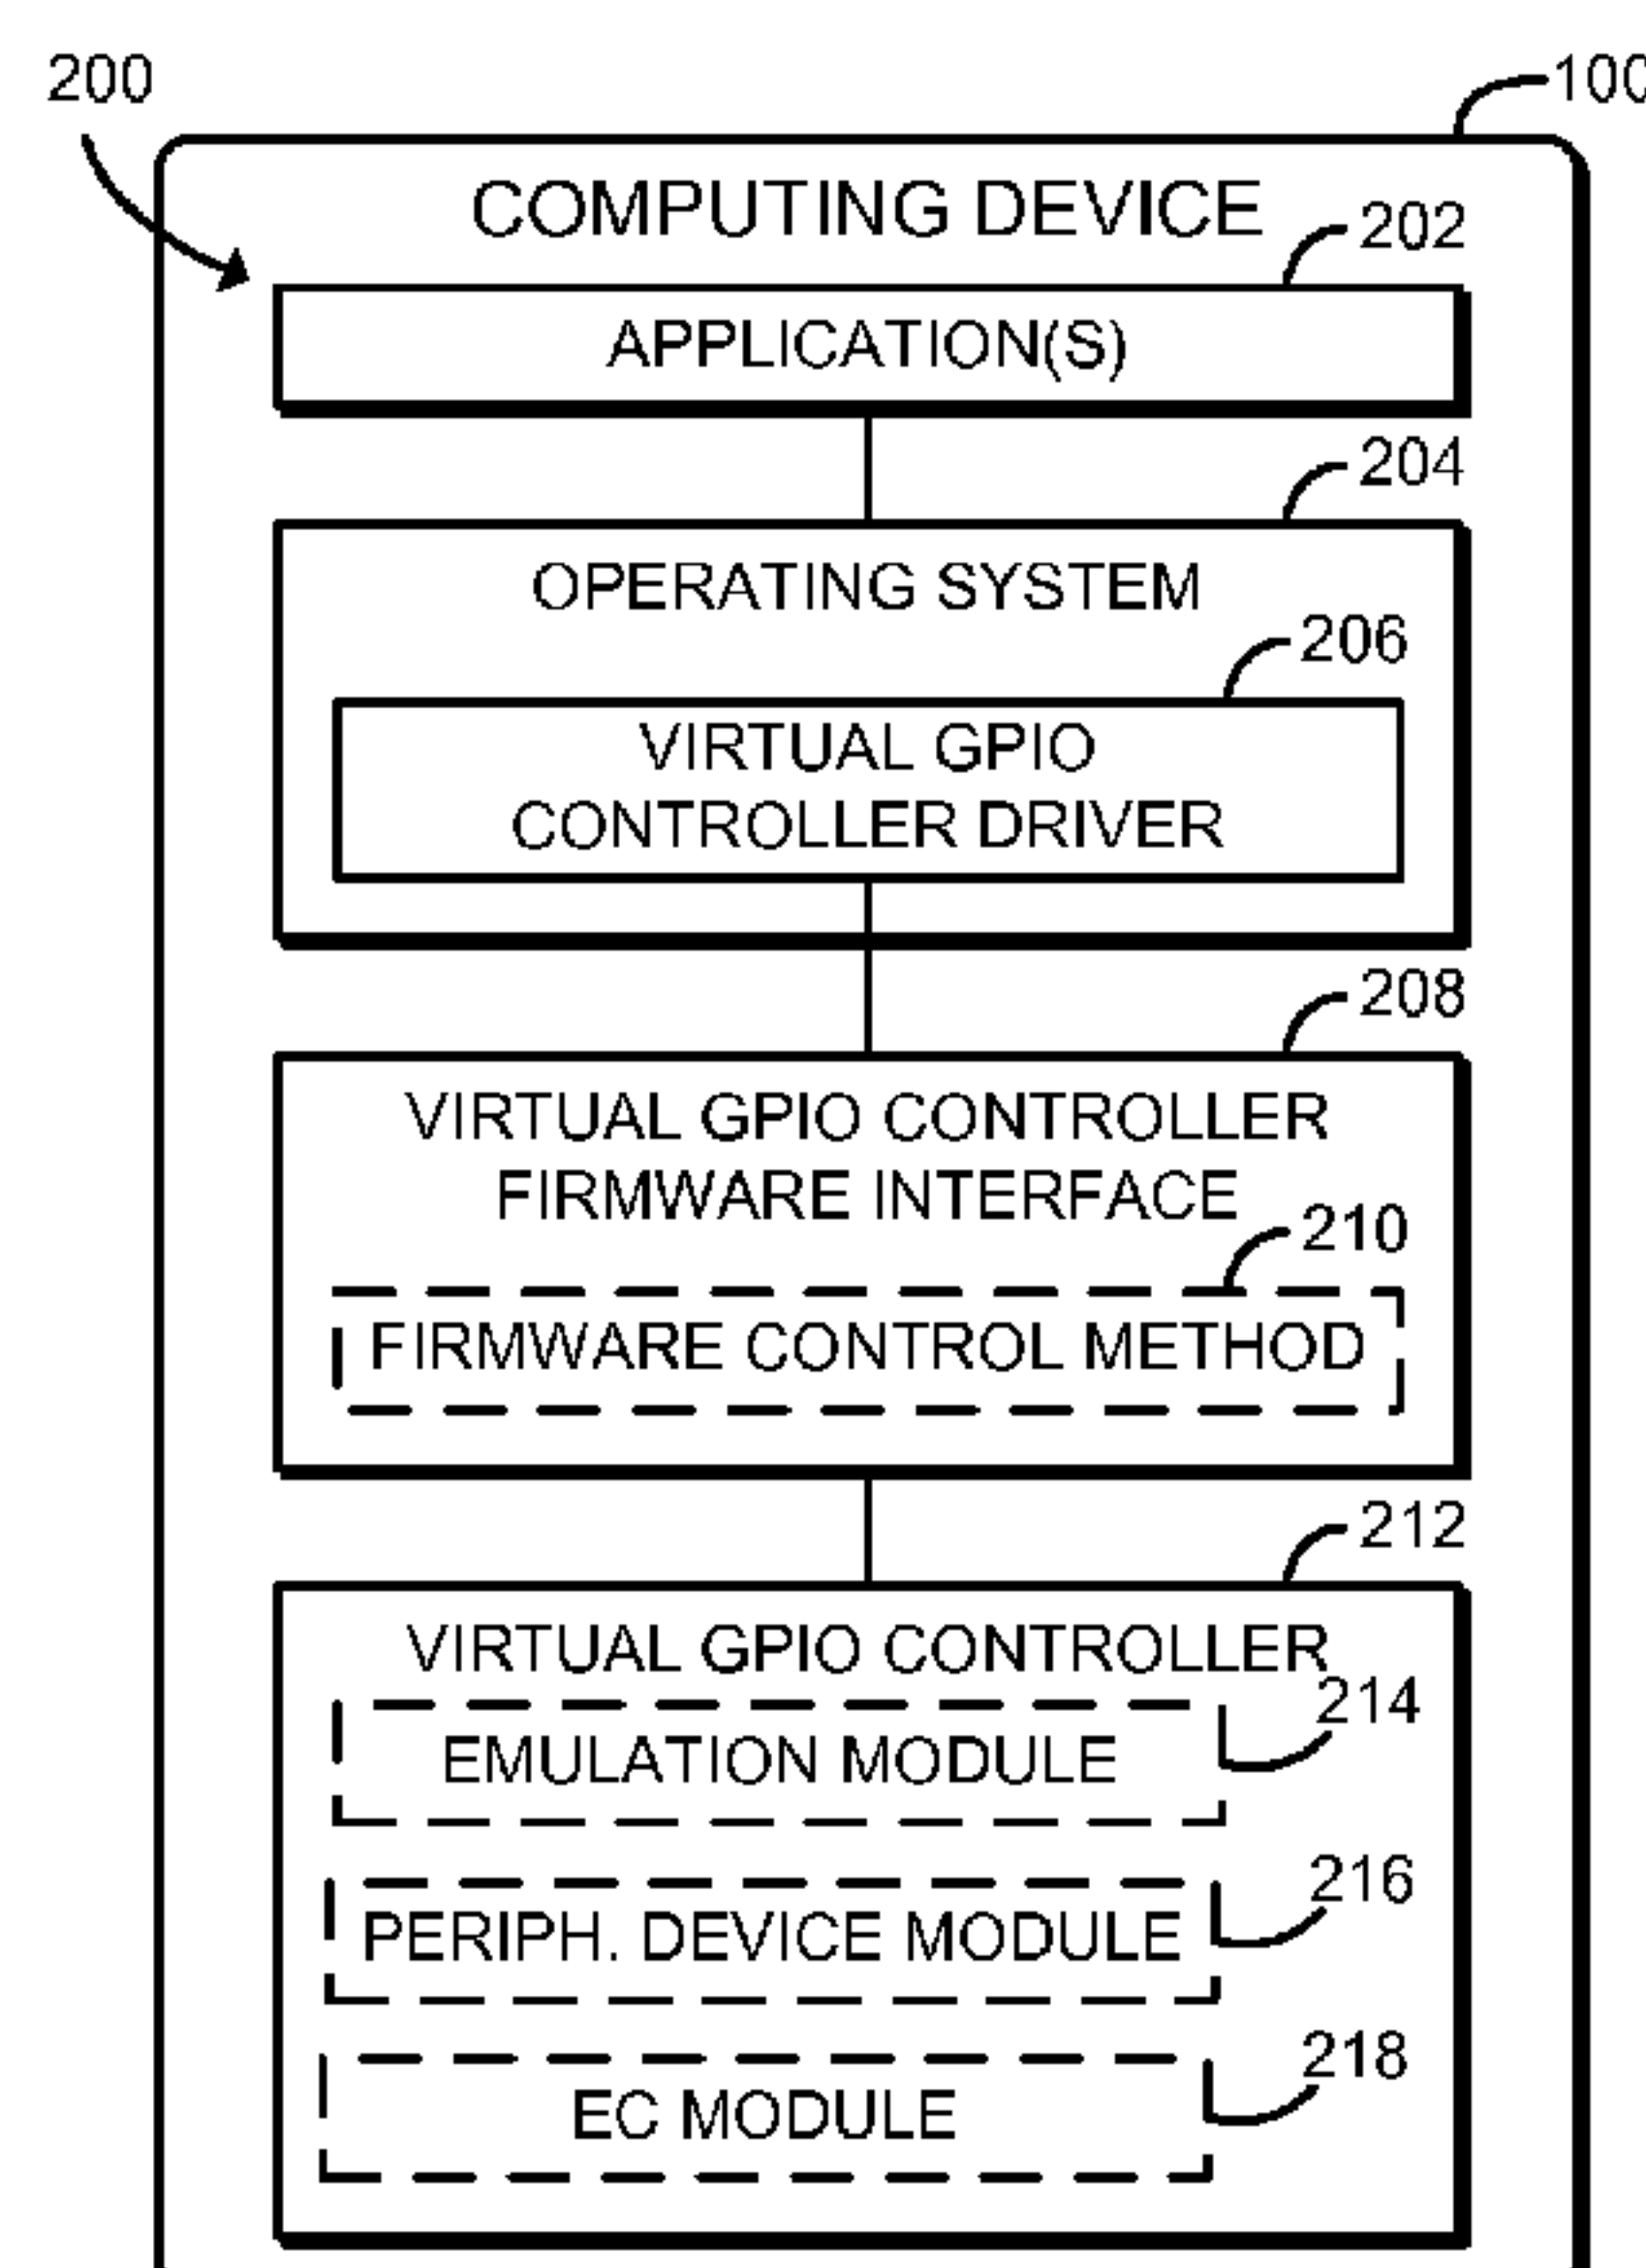 200
100
COMPUTING DEVICE
202
APPLICATION(S)
204
OPERATING SYSTEM
206
VIRTUAL GPIO
CONTROLLER DRIVER
208
VIRTUAL GPIO CONTROLLER
FIRMWARE INTERFACE
210
FIRMWARE CONTROL METHOD
212
VIRTUAL GPIO CONTROLLER
214
EMULATION MODULE
216
PERIPH. DEVICE MODULE
218
EC MODULE